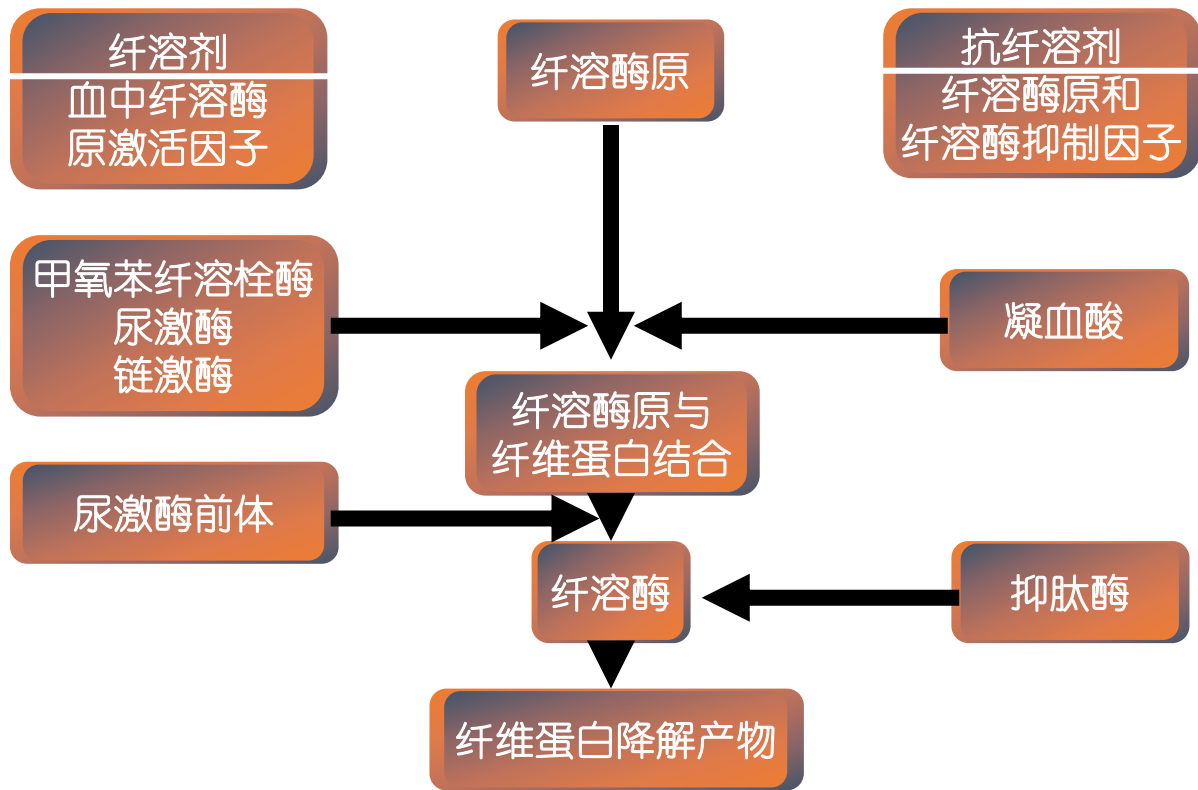 纤溶剂
血中纤溶酶
原激活因子
纤溶酶原
抗纤溶剂
纤溶酶原和
纤溶酶抑制因子
甲氧苯纤溶栓酶
尿激酶
链激酶
凝血酸
纤溶酶原与
纤维蛋白结合
尿激酶前体
纤溶酶
抑肽酶
纤维蛋白降解产物